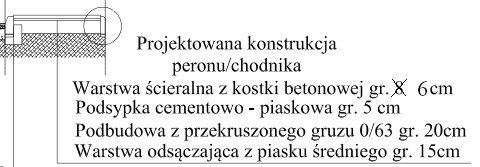 Projektowana konstrukcja
peronu/chodnika
Warstwa ścieralna z kostki betonowej gr. 8 6cm
Podsypka cementowo - piaskowa gr. 5 cm
Podbudowa z przekruszonego gruzu 0/63 gr. 20cm
Warstwa odsączająca z piasku średniego gr. 15cm